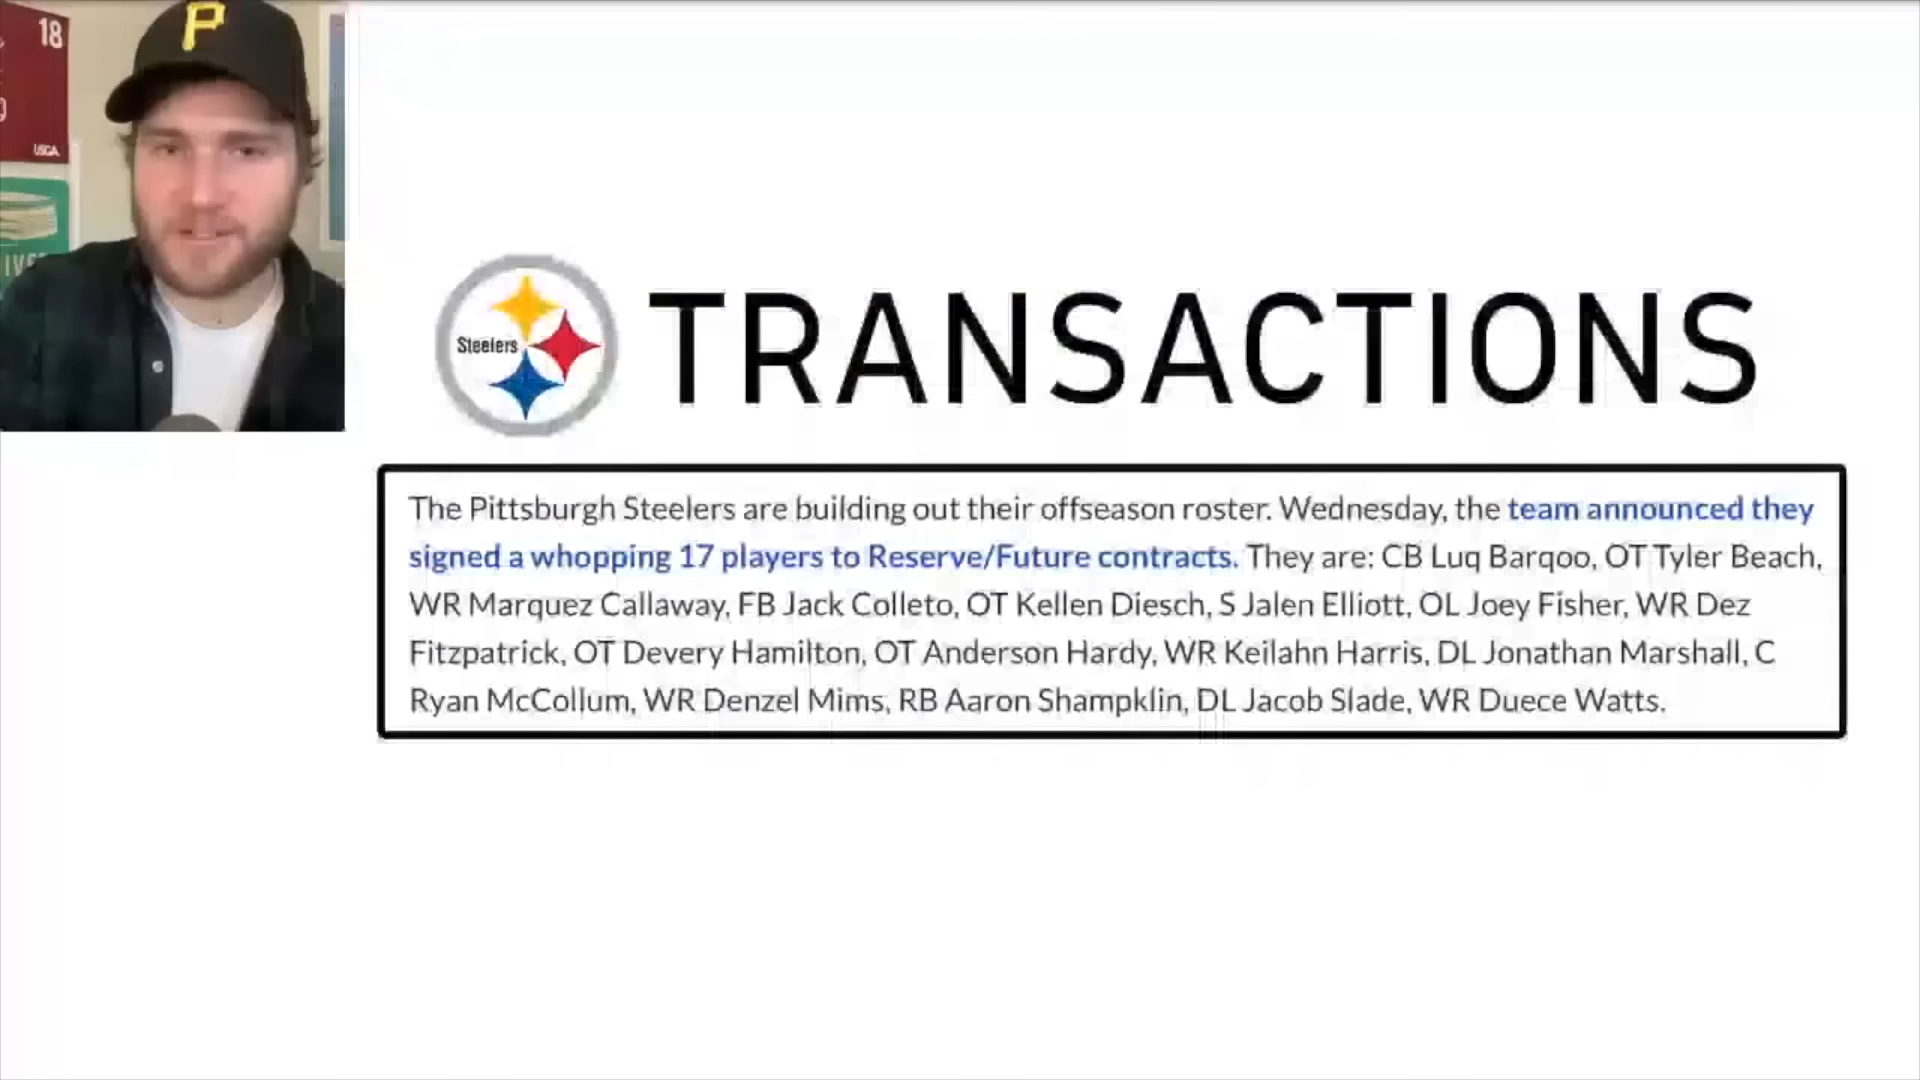 P
18
USGA
IVE
Steelers
TRANSACTIONS
The Pittsburgh Steelers are building out their offseason roster. Wednesday, the team announced they
signed a whopping 17 players to Reserve/Future contracts. They are: CB Luq Barqoo, OT Tyler Beach,
WR Marquez Callaway, FB Jack Colleto, OT Kellen Diesch, S Jalen Elliott, OL Joey Fisher, WR Dez
Fitzpatrick, OT Devery Hamilton, OT Anderson Hardy, WR Keilahn Harris, DL Jonathan Marshall, C
Ryan McCollum, WR Denzel Mims, RB Aaron Shampklin, DL Jacob Slade, WR Duece Watts.